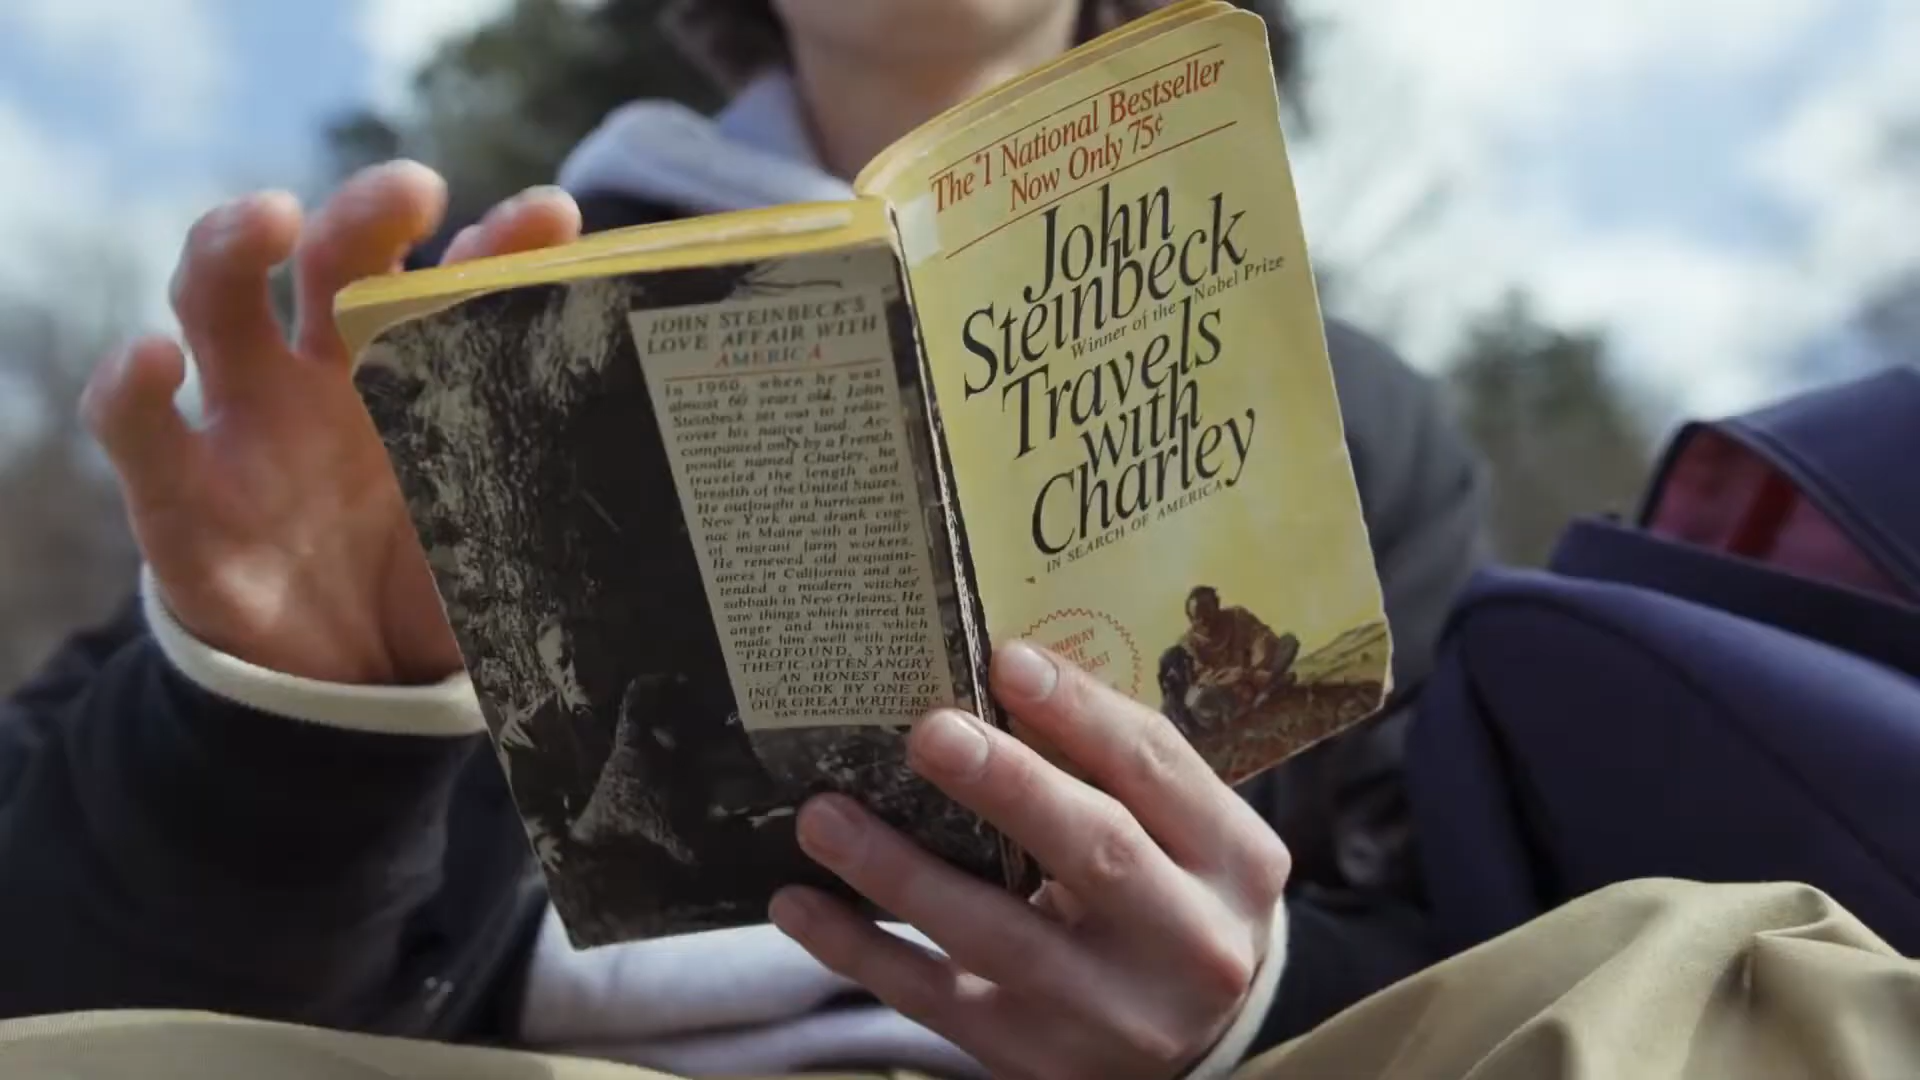 The #1 National Bestseller
Now Only 75¢
John
Steinbeck
Winner of the Nobel Prize
Travels
with
Charley
IN SEARCH OF AMERICA
JOHN STEINBECK'S
LOVE AFFAIR WITH
AMERICA
In 1960, when he was
almost 60 years old, John
Steinbeck set out to redis-
cover his native land. Ac-
companied only by a French
poodle named Charley, he
traveled the length and
breadth of the United States.
He outfought a hurricane in
New York and drank cog-
nac in Maine with a family
of migrant farm workers.
He renewed old acquaint-
ances in California and at-
tended a modern witches'
sabbath in New Orleans. He
saw things which stirred his
anger and things which
made him swell with pride.
"PROFOUND, SYMPA-
THETIC, OFTEN ANGRY
... AN HONEST MOV-
ING BOOK BY ONE OF
OUR GREAT WRITERS"
SAN FRANCISCO